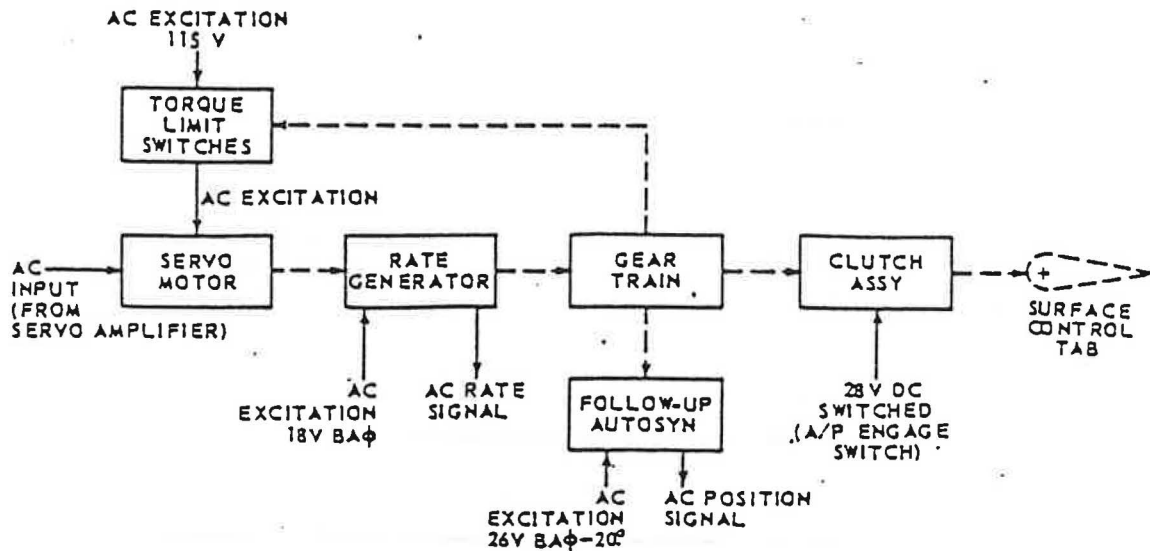 AC EXCITATION
115 V
TORQUE
LIMIT
SWITCHES
AC EXCITATION
AC
INPUT
(FROM
SERVO AMPLIFIER)
SERVO
MOTOR
RATE
GENERATOR
GEAR
TRAIN
CLUTCH
ASSY
+
SURFACE
CONTROL
TAB
AC
EXCITATION
18V BAϕ
AC RATE
SIGNAL
FOLLOW-UP
AUTOSYN
28V DC
SWITCHED
(A/P ENGAGE
SWITCH)
AC
EXCITATION
26V BAϕ-20°
AC POSITION
SIGNAL